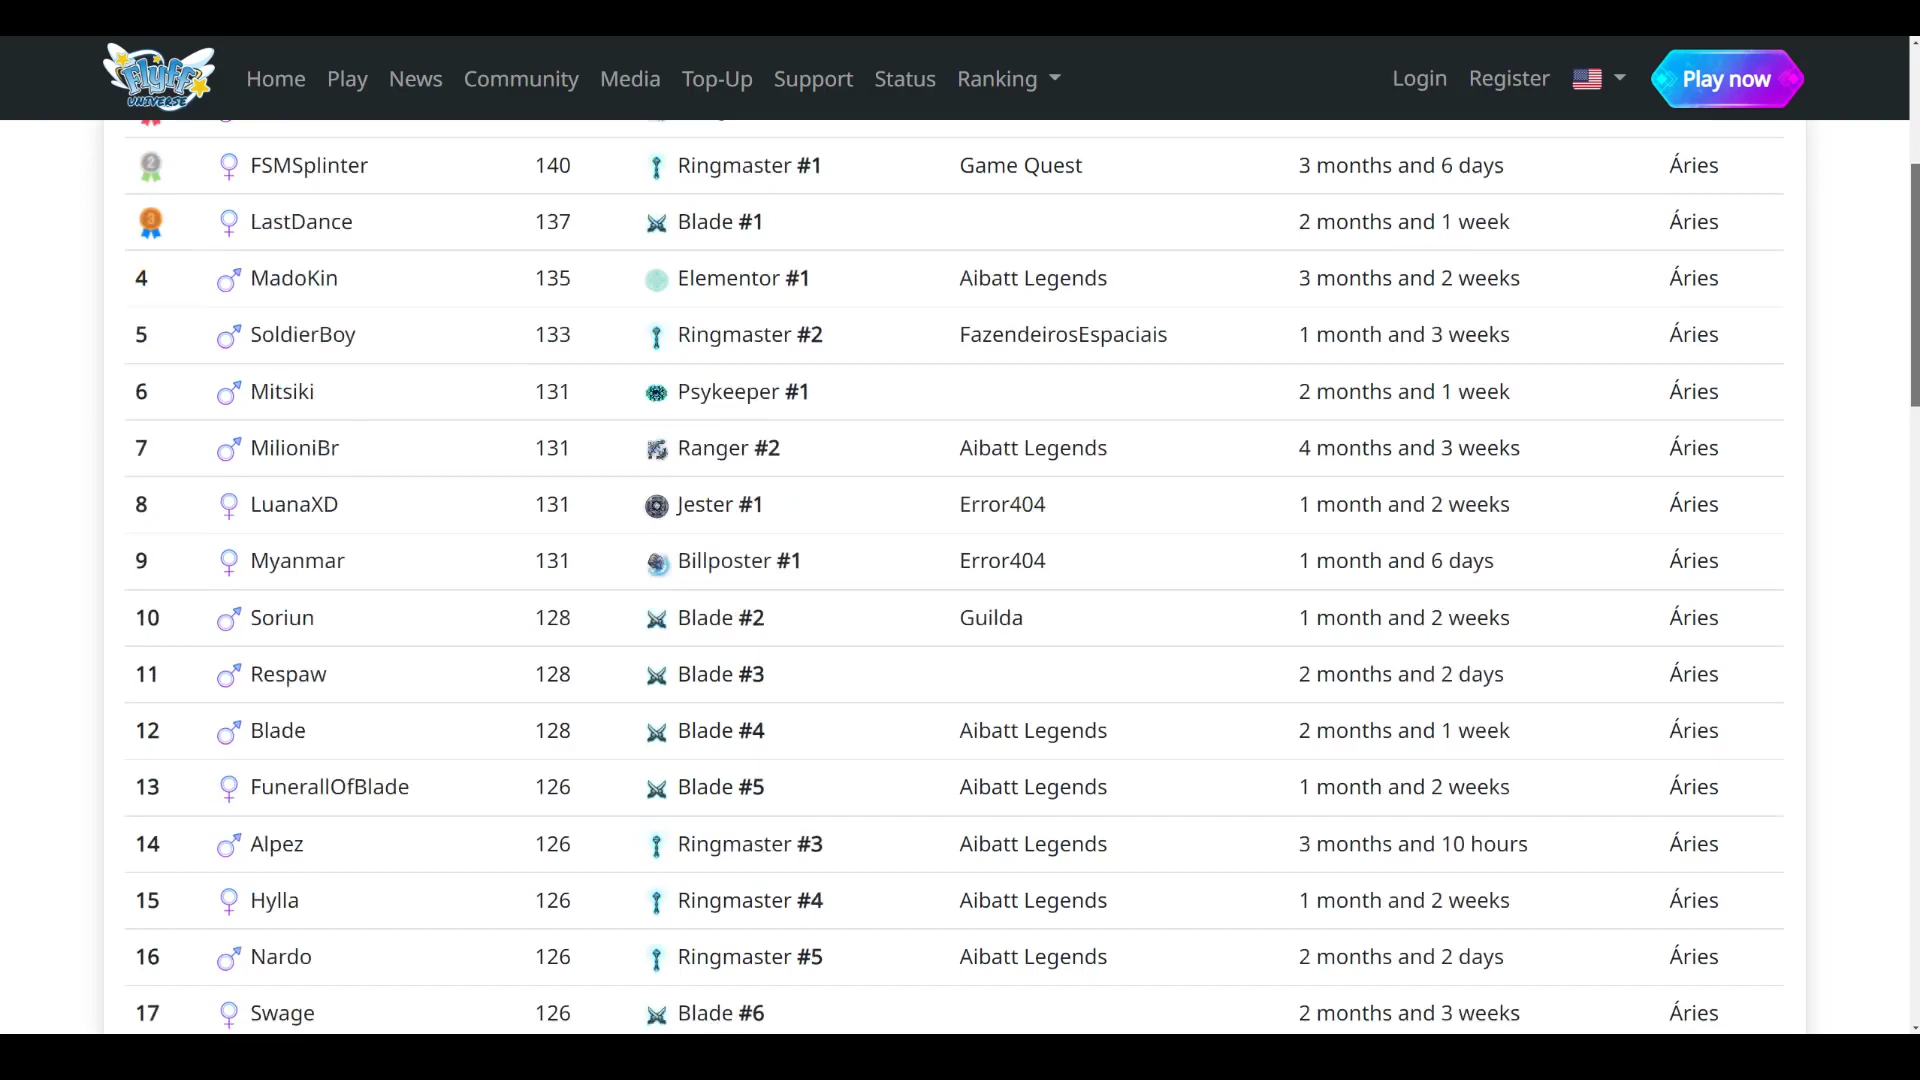 Flyff UNIVERSE Home Play News Community Media Top-Up Support Status Ranking Login Register Play now
2 FSMSplinter 140 Ringmaster #1 Game Quest 3 months and 6 days Áries
3 LastDance 137 Blade #1 2 months and 1 week Áries
4 MadoKin 135 Elementor #1 Aibatt Legends 3 months and 2 weeks Áries
5 SoldierBoy 133 Ringmaster #2 FazendeirosEspaciais 1 month and 3 weeks Áries
6 Mitsiki 131 Psykeeper #1 2 months and 1 week Áries
7 MilioniBr 131 Ranger #2 Aibatt Legends 4 months and 3 weeks Áries
8 LuanaXD 131 Jester #1 Error404 1 month and 2 weeks Áries
9 Myanmar 131 Billposter #1 Error404 1 month and 6 days Áries
10 Soriun 128 Blade #2 Guilda 1 month and 2 weeks Áries
11 Respaw 128 Blade #3 2 months and 2 days Áries
12 Blade 128 Blade #4 Aibatt Legends 2 months and 1 week Áries
13 FunerallOfBlade 126 Blade #5 Aibatt Legends 1 month and 2 weeks Áries
14 Alpez 126 Ringmaster #3 Aibatt Legends 3 months and 10 hours Áries
15 Hylla 126 Ringmaster #4 Aibatt Legends 1 month and 2 weeks Áries
16 Nardo 126 Ringmaster #5 Aibatt Legends 2 months and 2 days Áries
17 Swage 126 Blade #6 2 months and 3 weeks Áries